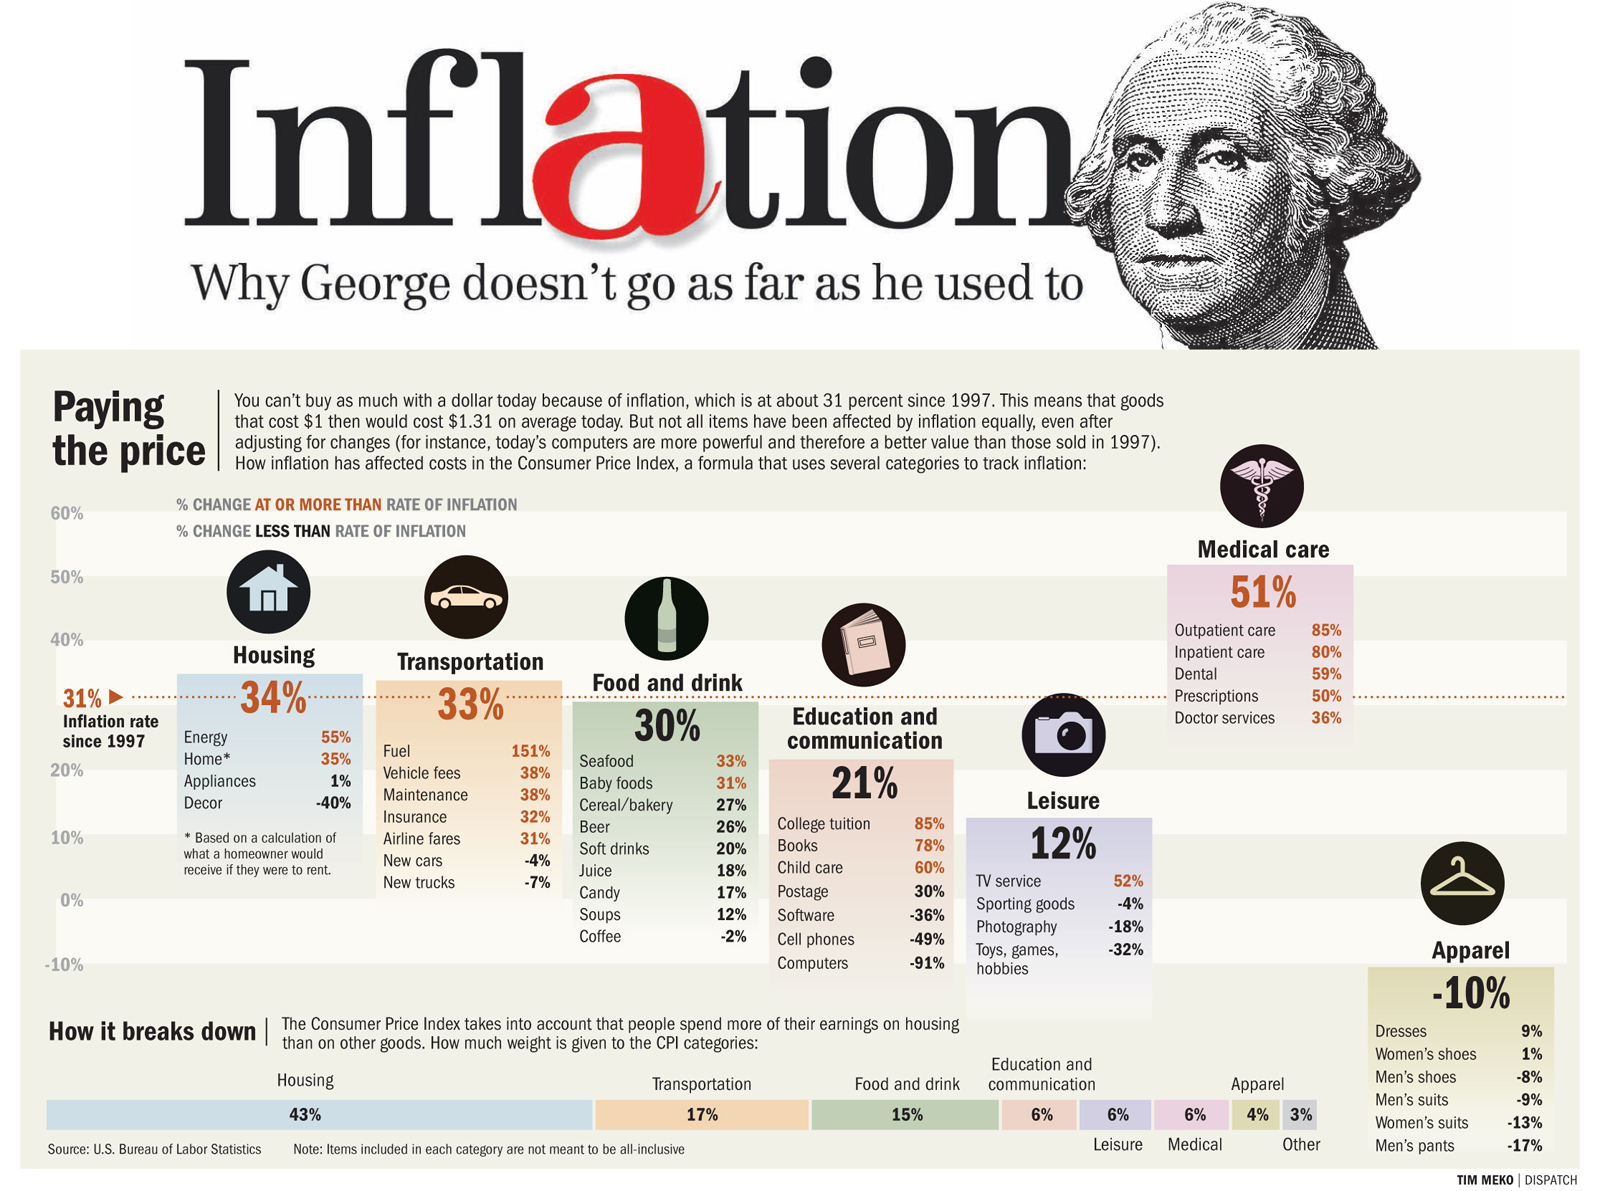 Inflation
Why George doesn't go as far as he used to
Paying
the price
You can't buy as much with a dollar today because of inflation, which is at about 31 percent since 1997. This means that goods
that cost $1 then would cost $1.31 on average today. But not all items have been affected by inflation equally, even after
adjusting for changes (for instance, today's computers are more powerful and therefore a better value than those sold in 1997).
How inflation has affected costs in the Consumer Price Index, a formula that uses several categories to track inflation:
% CHANGE AT OR MORE THAN RATE OF INFLATION
% CHANGE LESS THAN RATE OF INFLATION
60%
50%
40%
31%
Inflation rate
since 1997
20%
10%
0%
-10%
Housing
34%
Energy 55%
Home* 35%
Appliances 1%
Decor -40%
* Based on a calculation of
what a homeowner would
receive if they were to rent.
Transportation
33%
Fuel 151%
Vehicle fees 38%
Maintenance 38%
Insurance 32%
Airline fares 31%
New cars -4%
New trucks -7%
Food and drink
30%
Seafood 33%
Baby foods 31%
Cereal/bakery 27%
Beer 26%
Soft drinks 20%
Juice 18%
Candy 17%
Soups 12%
Coffee -2%
Education and
communication
21%
College tuition 85%
Books 78%
Child care 60%
Postage 30%
Software -36%
Cell phones -49%
Computers -91%
Leisure
12%
TV service 52%
Sporting goods -4%
Photography -18%
Toys, games, -32%
hobbies
Medical care
51%
Outpatient care 85%
Inpatient care 80%
Dental 59%
Prescriptions 50%
Doctor services 36%
Apparel
-10%
Dresses 9%
Women's shoes 1%
Men's shoes -8%
Men's suits -9%
Women's suits -13%
Men's pants -17%
How it breaks down
The Consumer Price Index takes into account that people spend more of their earnings on housing
than on other goods. How much weight is given to the CPI categories:
Housing
43%
Transportation
17%
Food and drink
15%
Education and
communication
6%
6%
Leisure
6%
Medical
Apparel
4%
3%
Other
Source: U.S. Bureau of Labor Statistics
Note: Items included in each category are not meant to be all-inclusive
TIM MEKO | DISPATCH